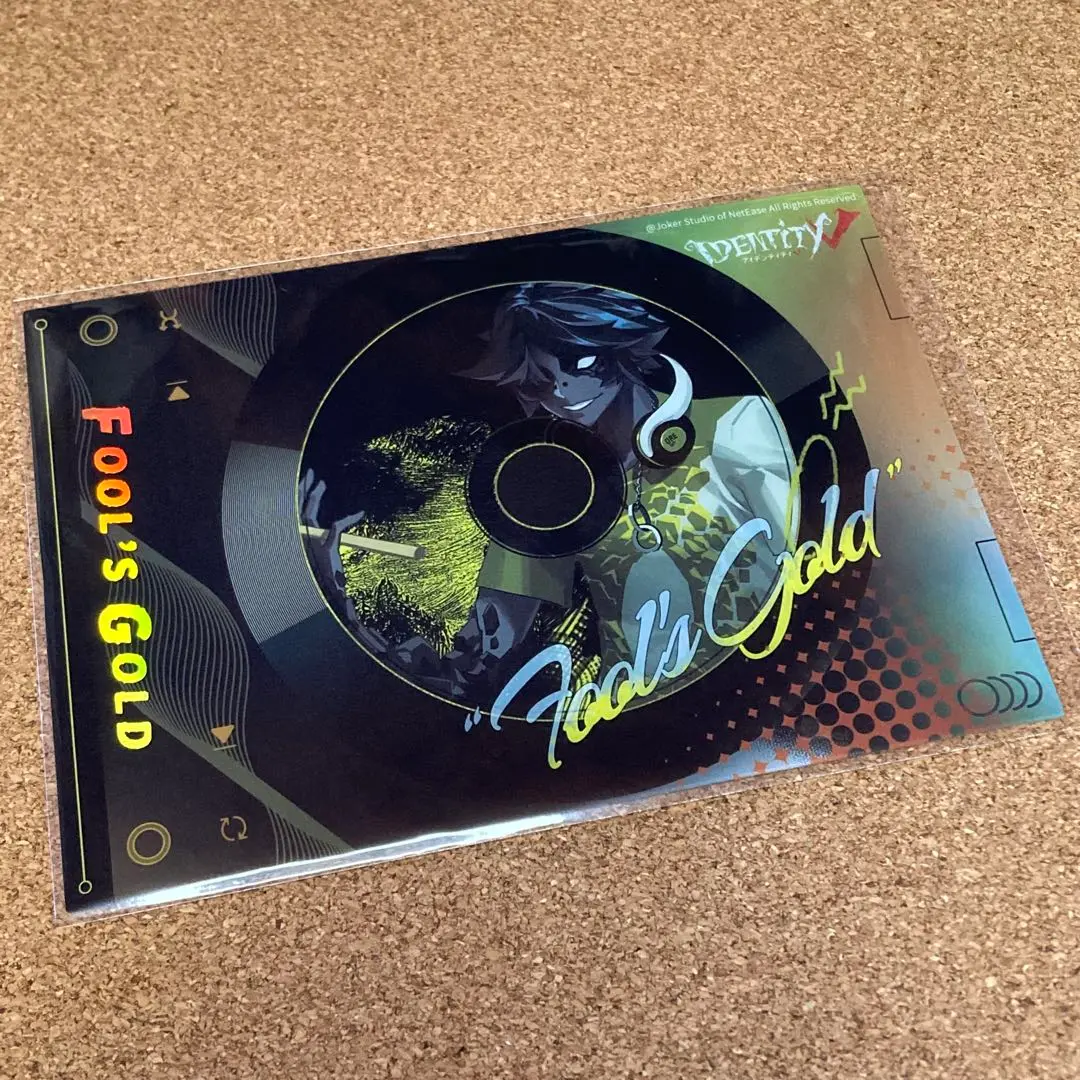 @Joker Studio of NetEase All Rights Reserved.
IDENTITY V
アイデンティティ
FOOL'S GOLD
"Fool's Gold"